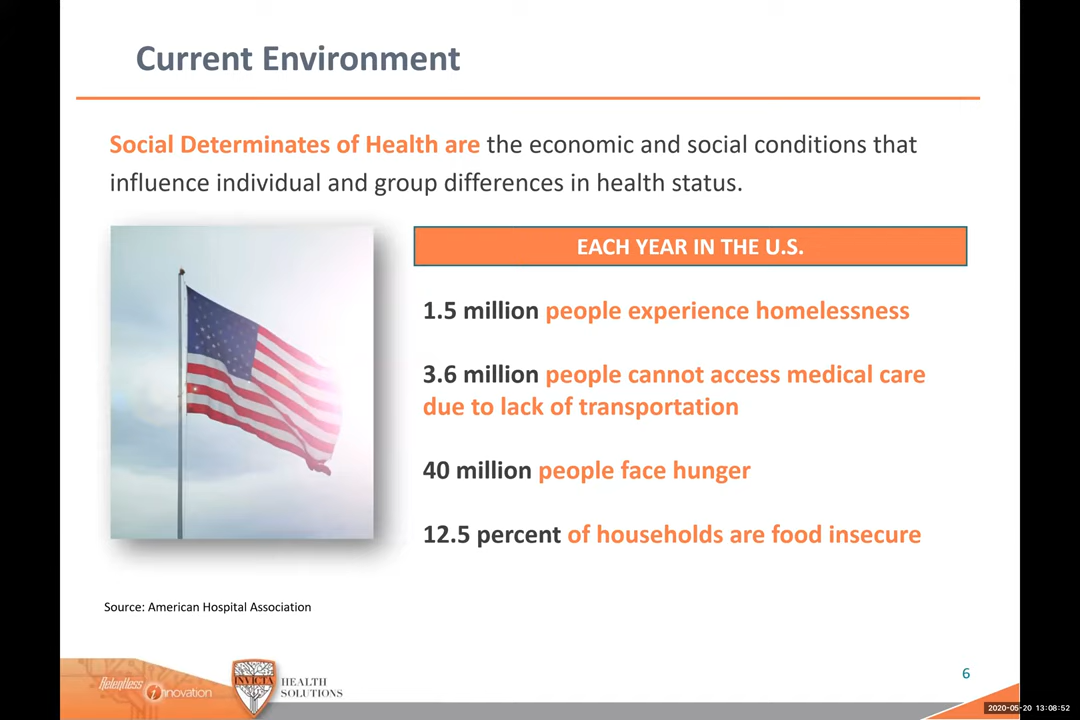 Current Environment
Social Determinates of Health are the economic and social conditions that
influence individual and group differences in health status.
EACH YEAR IN THE U.S.
1.5 million people experience homelessness
3.6 million people cannot access medical care
due to lack of transportation
40 million people face hunger
12.5 percent of households are food insecure
Source: American Hospital Association
Relentless innovation
INVICTA
HEALTH
SOLUTIONS
6
2020-05-20 13:08:52